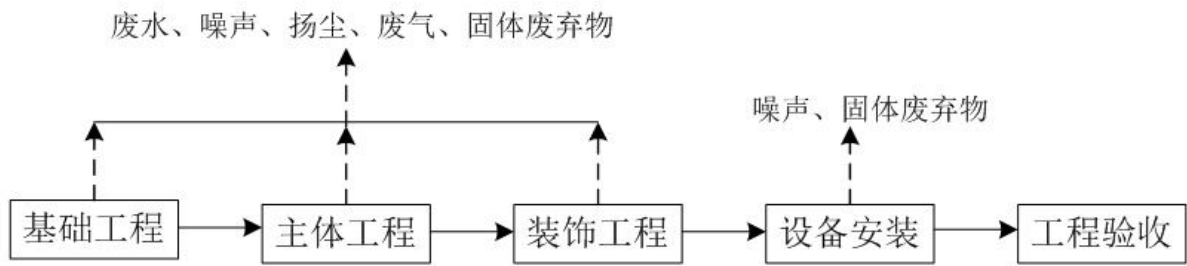 废水、噪声、扬尘、废气、固体废弃物
噪声、固体废弃物
基础工程
主体工程
装饰工程
设备安装
工程验收